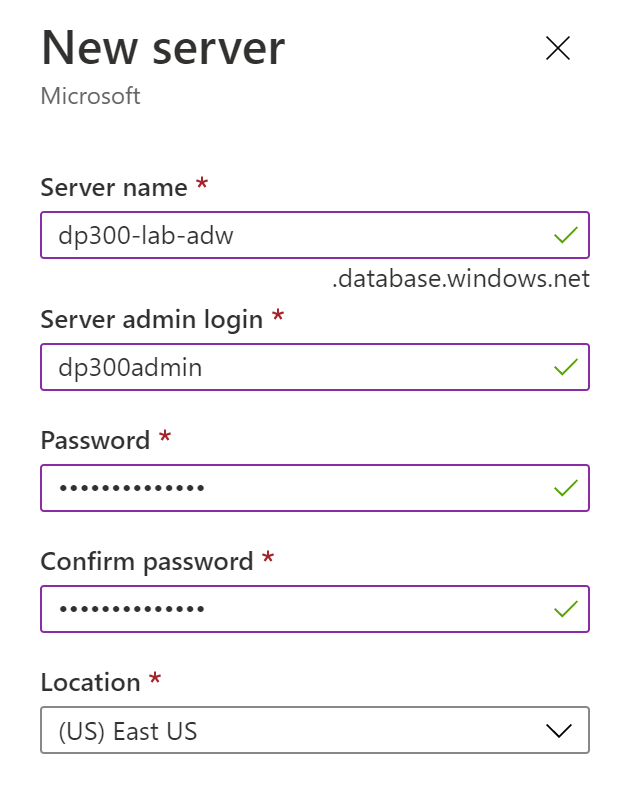 New server
Microsoft
Server name *
dp300-lab-adw
.database.windows.net
Server admin login *
dp300admin
Password *
••••••••••••••
Confirm password *
••••••••••••••
Location *
(US) East US